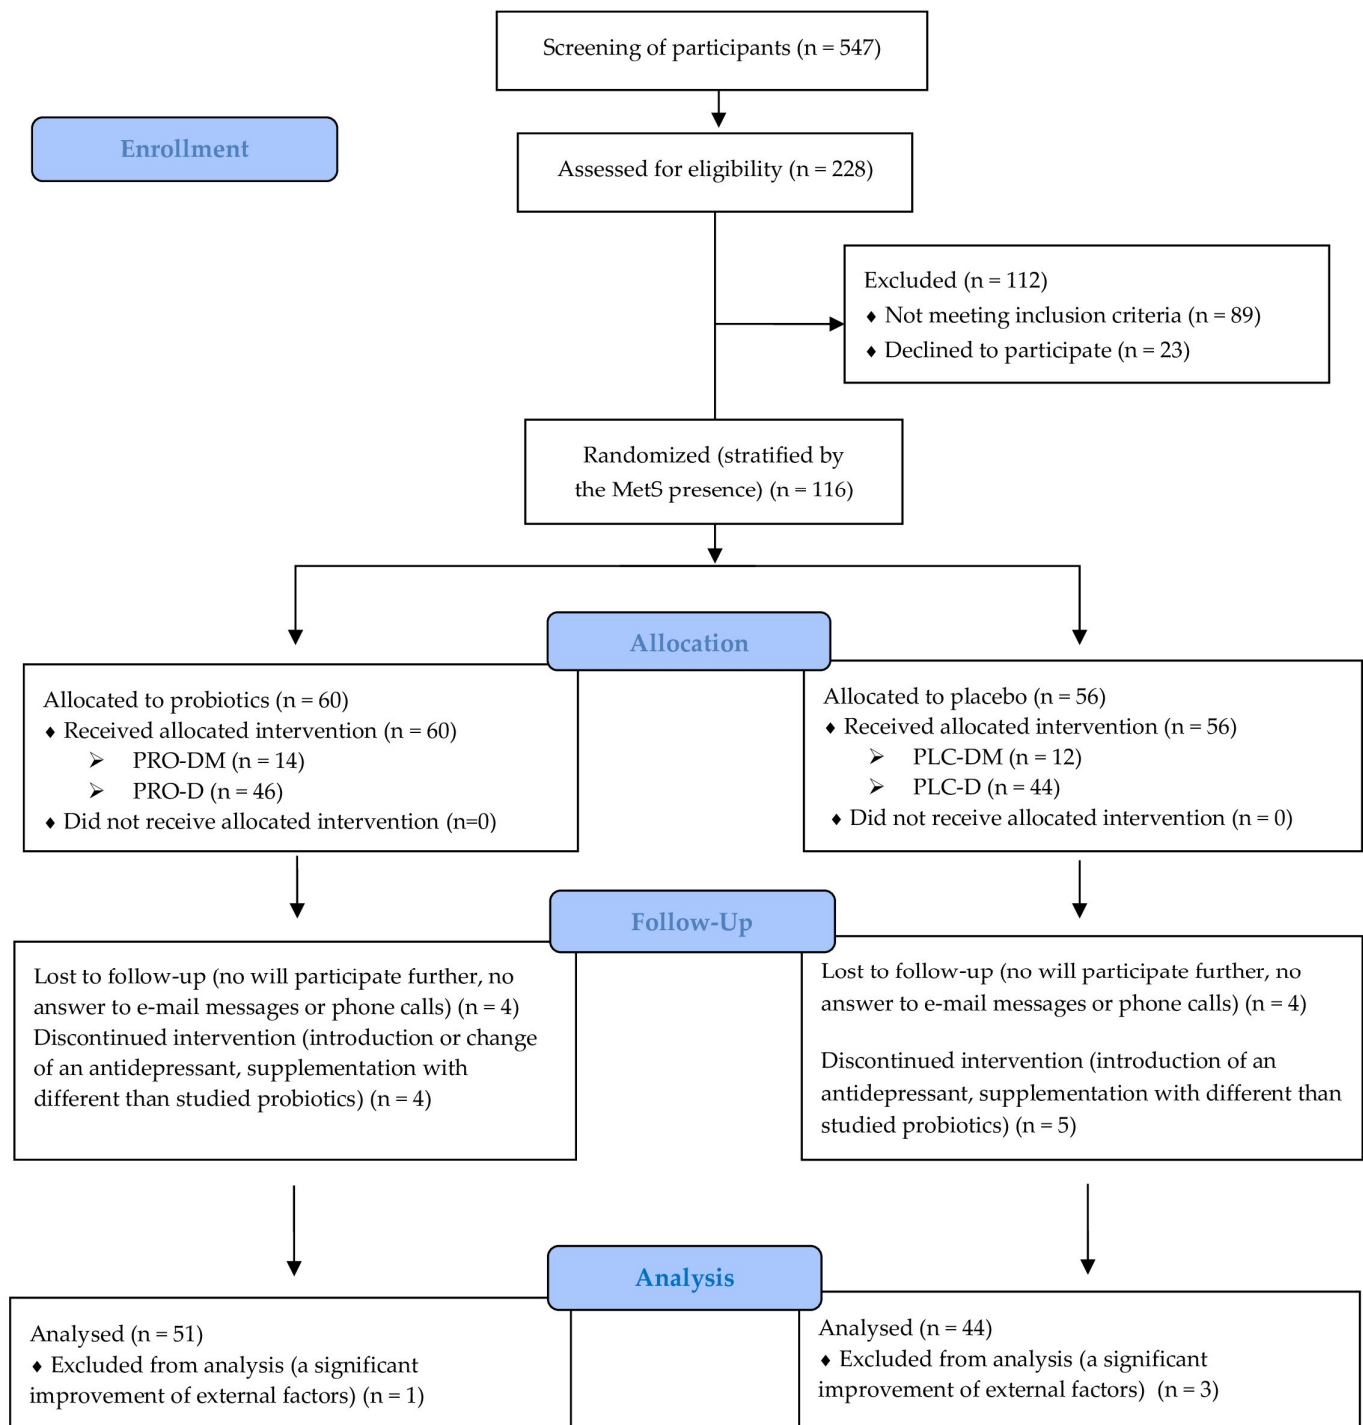 Screening of participants (n = 547)
Enrollment
Assessed for eligibility (n = 228)
Excluded (n = 112)
♦ Not meeting inclusion criteria (n = 89)
♦ Declined to participate (n = 23)
Randomized (stratified by
the MetS presence) (n = 116)
Allocation
Allocated to probiotics (n = 60)
♦ Received allocated intervention (n = 60)
➢ PRO-DM (n = 14)
➢ PRO-D (n = 46)
♦ Did not receive allocated intervention (n=0)
Allocated to placebo (n = 56)
♦ Received allocated intervention (n = 56)
➢ PLC-DM (n = 12)
➢ PLC-D (n = 44)
♦ Did not receive allocated intervention (n = 0)
Follow-Up
Lost to follow-up (no will participate further, no
answer to e-mail messages or phone calls) (n = 4)
Discontinued intervention (introduction or change
of an antidepressant, supplementation with
different than studied probiotics) (n = 4)
Lost to follow-up (no will participate further, no
answer to e-mail messages or phone calls) (n = 4)
Discontinued intervention (introduction of an
antidepressant, supplementation with different than
studied probiotics) (n = 5)
Analysis
Analysed (n = 51)
♦ Excluded from analysis (a significant
improvement of external factors) (n = 1)
Analysed (n = 44)
♦ Excluded from analysis (a significant
improvement of external factors) (n = 3)